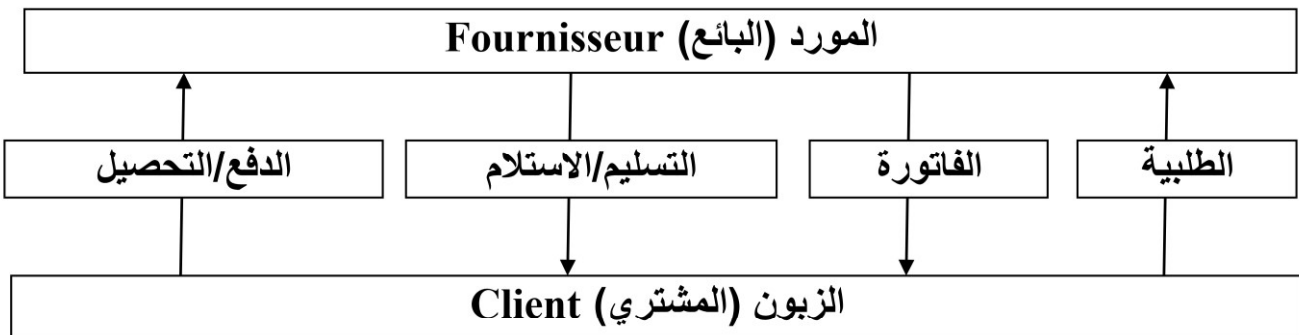 المورد (البائع) Fournisseur
الطلبية
الفاتورة
التسليم/الاستلام
الدفع/التحصيل
الزبون (المشتري) Client